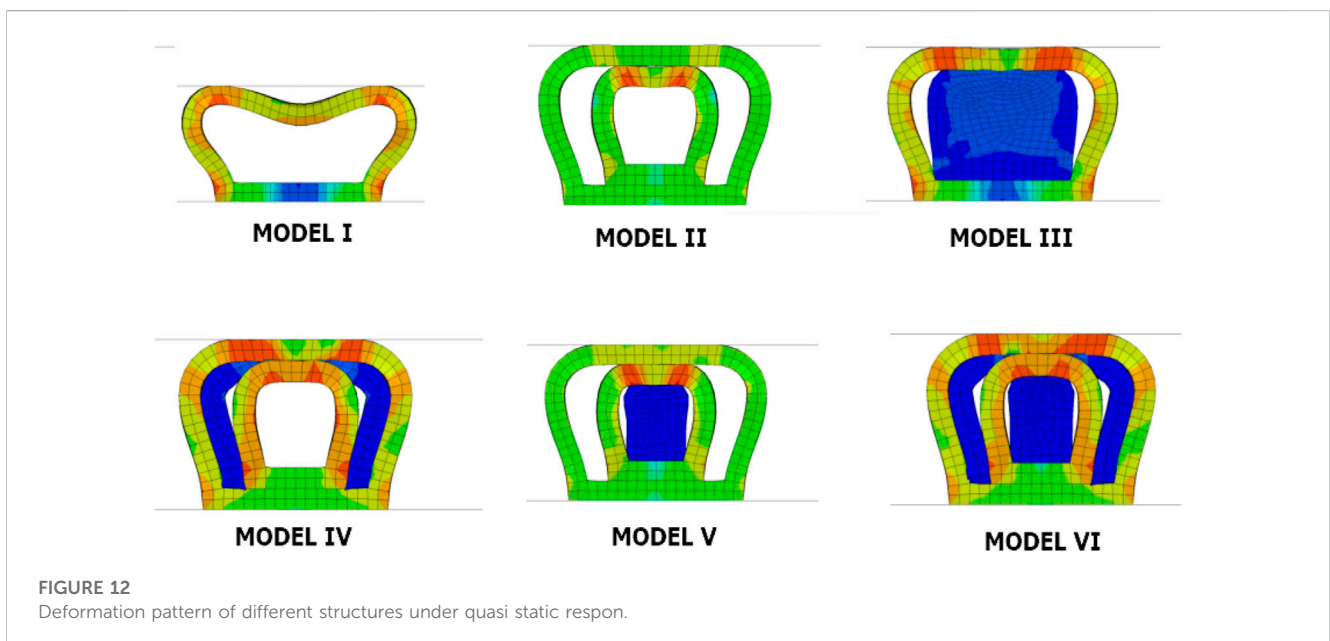 MODEL I
MODEL II
MODEL III
MODEL IV
MODEL V
MODEL VI
FIGURE 12
Deformation pattern of different structures under quasi static respon.